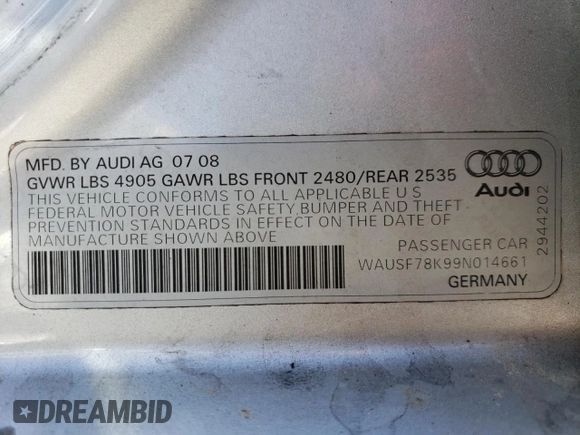 MFD. BY AUDI AG 07 08
GVWR LBS 4905 GAWR LBS FRONT 2480/REAR 2535
THIS VEHICLE CONFORMS TO ALL APPLICABLE U S
FEDERAL MOTOR VEHICLE SAFETY,BUMPER AND THEFT
PREVENTION STANDARDS IN EFFECT ON THE DATE OF
MANUFACTURE SHOWN ABOVE
Audi
2944202
PASSENGER CAR
WAUSF78K99N014661
GERMANY
DREAMBID